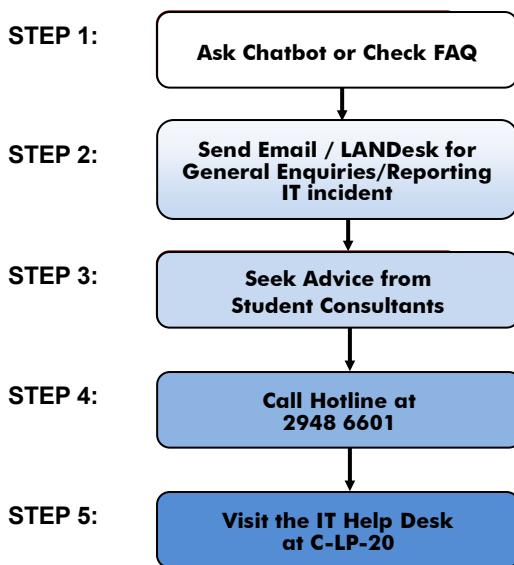 STEP 1:
Ask Chatbot or Check FAQ
STEP 2:
Send Email / LANDesk for
General Enquiries/Reporting
IT incident
STEP 3:
Seek Advice from
Student Consultants
STEP 4:
Call Hotline at
2948 6601
STEP 5:
Visit the IT Help Desk
at C-LP-20